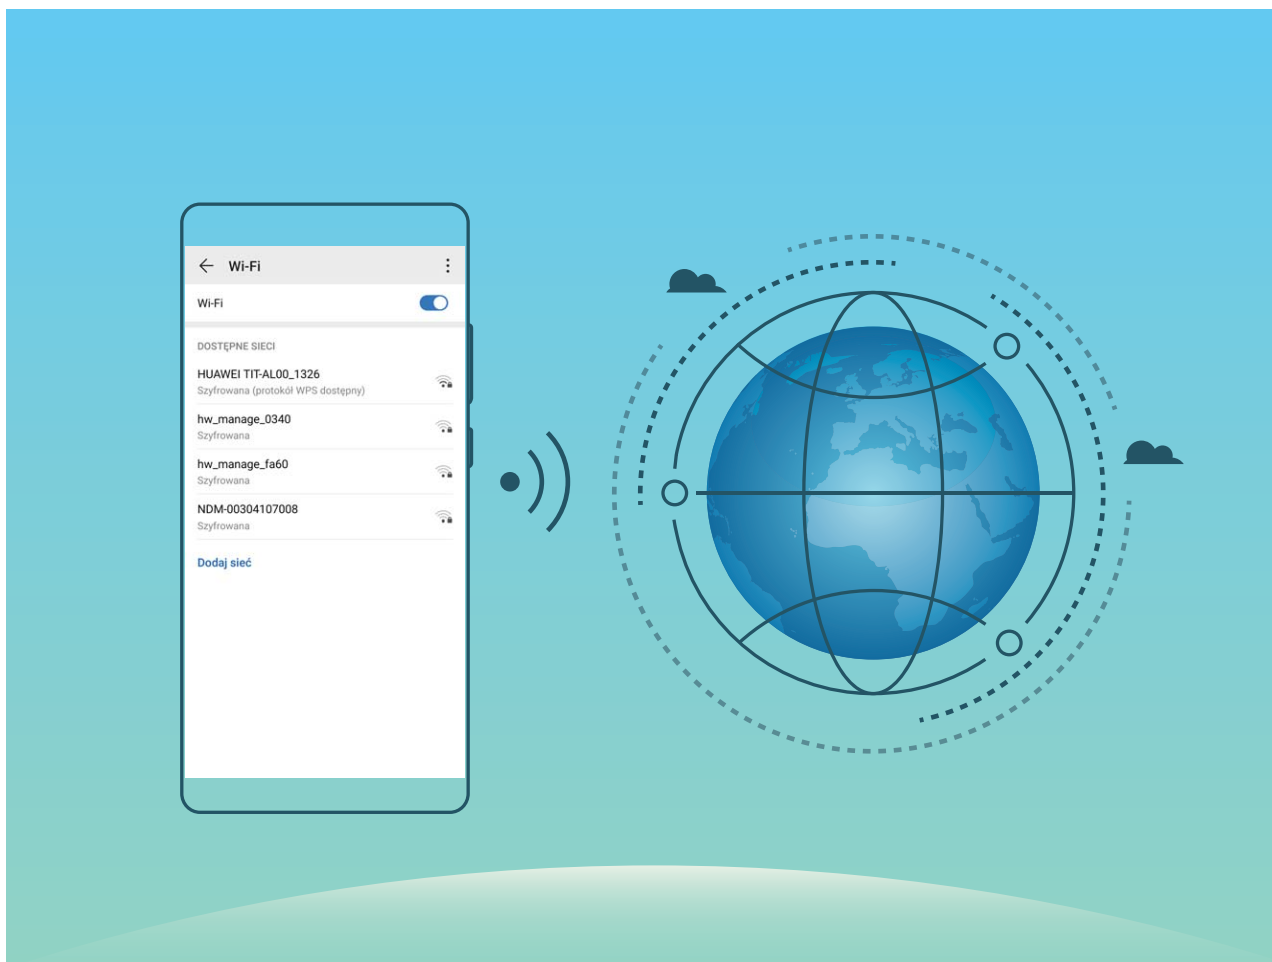 Wi-Fi
Wi-Fi
DOSTĘPNE SIECI
HUAWEI TIT-AL00_1326
Szyfrowana (protokół WPS dostępny)
hw_manage_0340
Szyfrowana
hw_manage_fa60
Szyfrowana
NDM-00304107008
Szyfrowana
Dodaj sieć